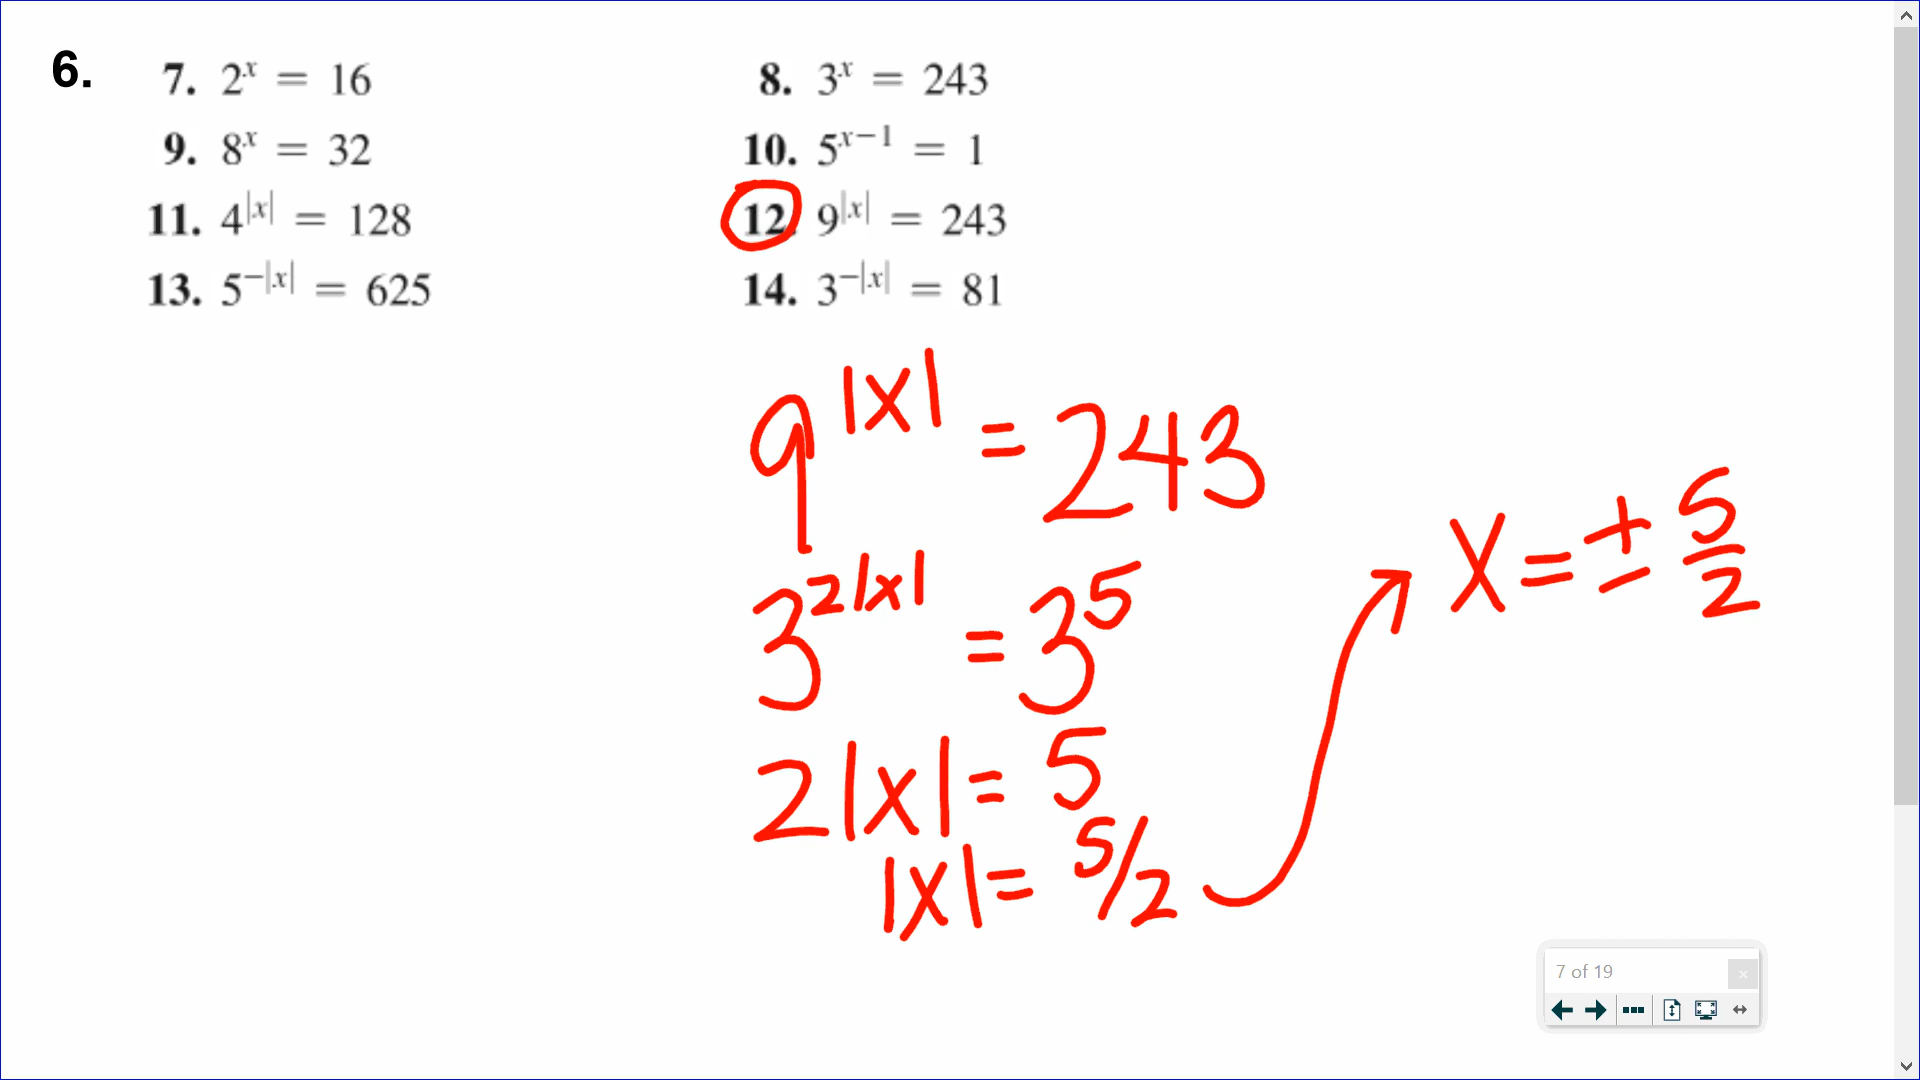 6.
7. 2^x = 16
8. 3^x = 243
9. 8^x = 32
10. 5^{x−1} = 1
11. 4^{|x|} = 128
12. 9^{|x|} = 243
13. 5^{−|x|} = 625
14. 3^{−|x|} = 81
9^{|x|} = 243
3^{2|x|} = 3^5
2|x| = 5
|x| = 5/2
x = ± 5/2
7 of 19